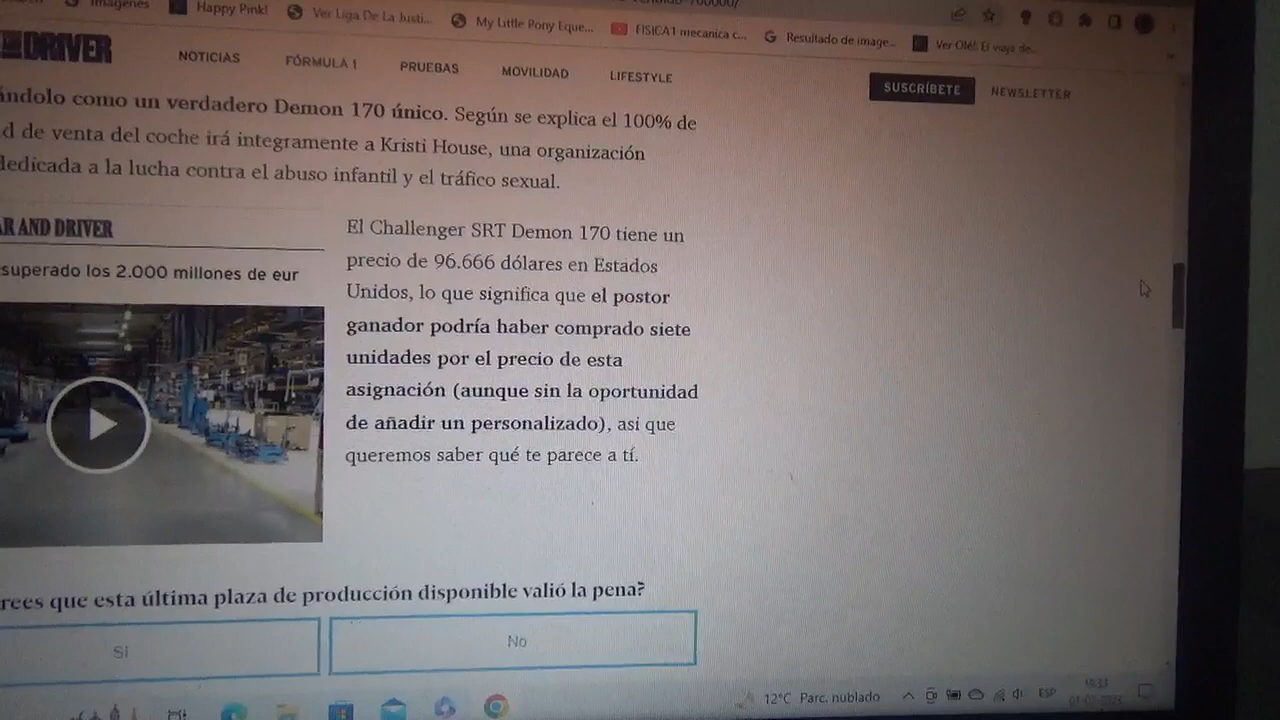 Imagenes
Happy Pink!
Ver Liga De La Justi...
My Little Pony Eque...
FISICA1 mecanica c...
Resultado de image...
Ver Olé!: El viaje de...
DRIVER
NOTICIAS
FÓRMULA 1
PRUEBAS
MOVILIDAD
LIFESTYLE
SUSCRÍBETE
NEWSLETTER
ándolo como un verdadero Demon 170 único. Según se explica el 100% de
d de venta del coche irá integramente a Kristi House, una organización
dedicada a la lucha contra el abuso infantil y el tráfico sexual.
AR AND DRIVER
superado los 2.000 millones de eur
El Challenger SRT Demon 170 tiene un
precio de 96.666 dólares en Estados
Unidos, lo que significa que el postor
ganador podría haber comprado siete
unidades por el precio de esta
asignación (aunque sin la oportunidad
de añadir un personalizado), asi que
queremos saber qué te parece a tí.
rees que esta última plaza de producción disponible valió la pena?
Sí
No
12°C Parc. nublado
ESP